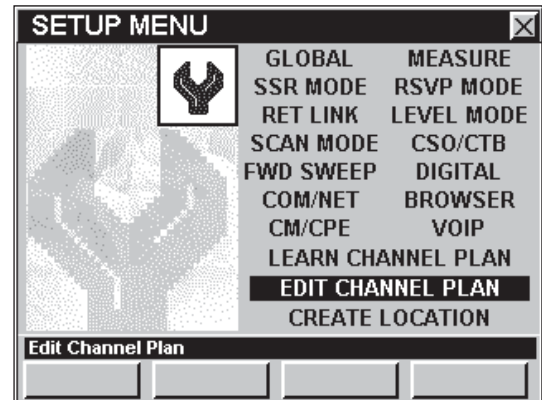 SETUP MENU
GLOBAL MEASURE
SSR MODE RSVP MODE
RET LINK LEVEL MODE
SCAN MODE CSO/CTB
FWD SWEEP DIGITAL
COM/NET BROWSER
CM/CPE VOIP
LEARN CHANNEL PLAN
EDIT CHANNEL PLAN
CREATE LOCATION
Edit Channel Plan